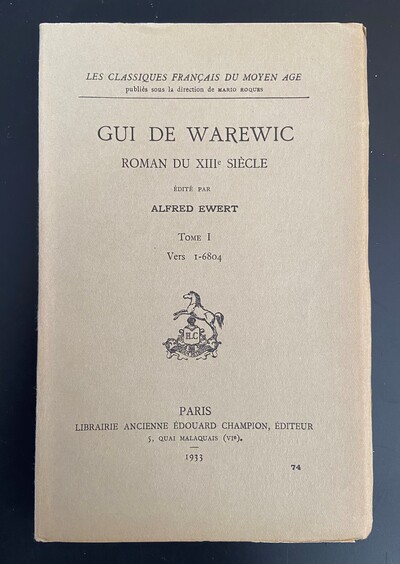 LES CLASSIQUES FRANÇAIS DU MOYEN AGE
publiés sous la direction de MARIO ROQUES
GUI DE WAREWIC
ROMAN DU XIIIe SIÈCLE
ÉDITÉ PAR
ALFRED EWERT
TOME I
Vers 1-6804
H.C
PARIS
LIBRAIRIE ANCIENNE ÉDOUARD CHAMPION, ÉDITEUR
5, QUAI MALAQUAIS (VIe).
1933
74